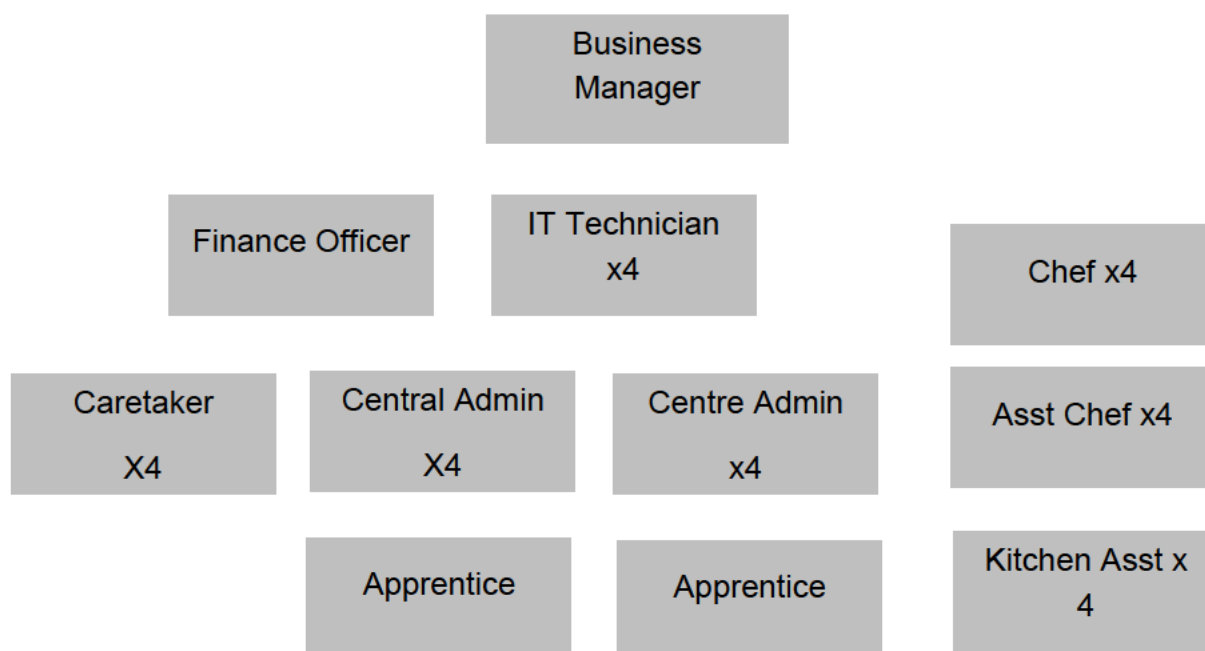 Business
Manager
Finance Officer
IT Technician
x4
Chef x4
Caretaker
X4
Central Admin
X4
Centre Admin
x4
Asst Chef x4
Apprentice
Apprentice
Kitchen Asst x
4